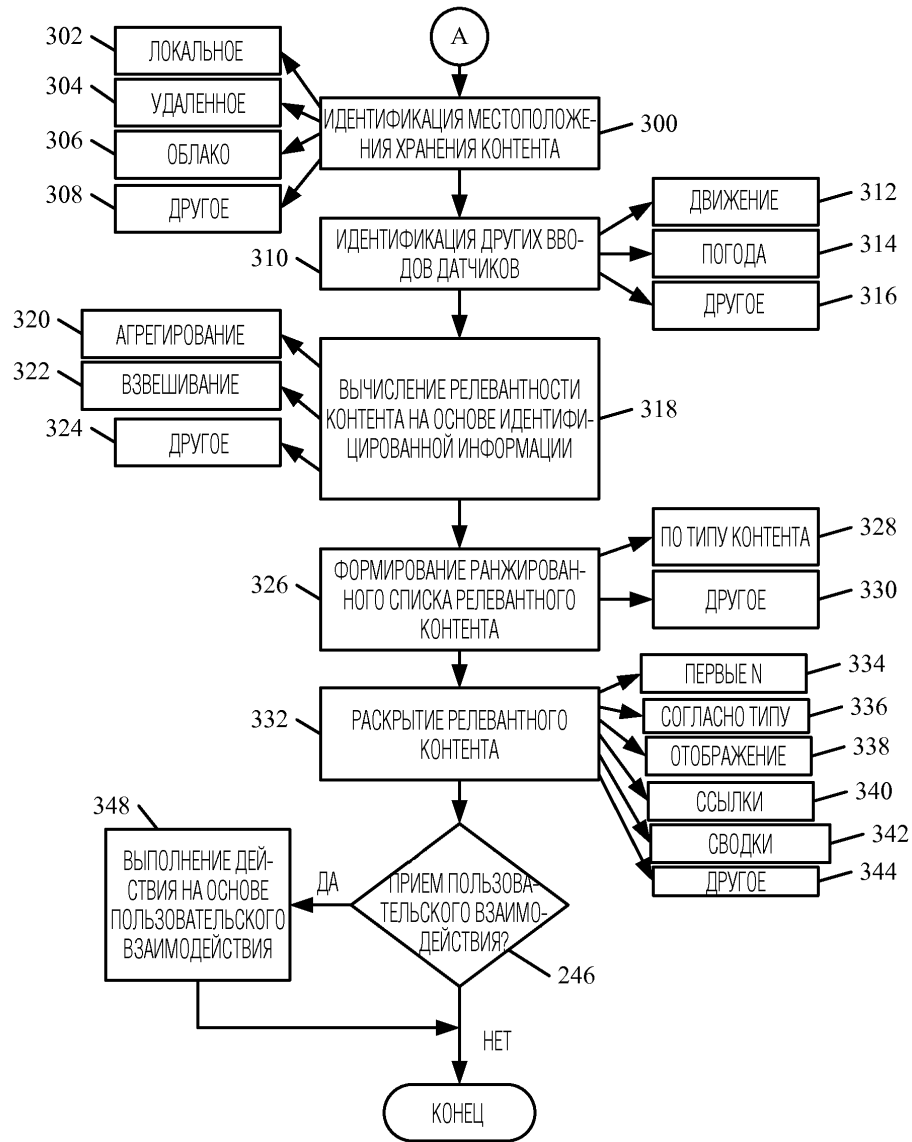 A
302
ЛОКАЛЬНОЕ
304
УДАЛЕННОЕ
306
ОБЛАКО
308
ДРУГОЕ
ИДЕНТИФИКАЦИЯ МЕСТОПОЛОЖЕ-
НИЯ ХРАНЕНИЯ КОНТЕНТА
300
310
ИДЕНТИФИКАЦИЯ ДРУГИХ ВВО-
ДОВ ДАТЧИКОВ
ДВИЖЕНИЕ
312
ПОГОДА
314
ДРУГОЕ
316
320
АГРЕГИРОВАНИЕ
322
ВЗВЕШИВАНИЕ
324
ДРУГОЕ
ВЫЧИСЛЕНИЕ РЕЛЕВАНТНОСТИ
КОНТЕНТА НА ОСНОВЕ ИДЕНТИФИ-
ЦИРОВАННОЙ ИНФОРМАЦИИ
318
326
ФОРМИРОВАНИЕ РАНЖИРОВАН-
НОГО СПИСКА РЕЛЕВАНТНОГО
КОНТЕНТА
ПО ТИПУ КОНТЕНТА
328
ДРУГОЕ
330
332
РАСКРЫТИЕ РЕЛЕВАНТНОГО
КОНТЕНТА
ПЕРВЫЕ N
334
СОГЛАСНО ТИПУ
336
ОТОБРАЖЕНИЕ
338
ССЫЛКИ
340
СВОДКИ
342
ДРУГОЕ
344
348
ВЫПОЛНЕНИЕ ДЕЙ-
СТВИЯ НА ОСНОВЕ
ПОЛЬЗОВАТЕЛЬСКОГО
ВЗАИМОДЕЙСТВИЯ
ДА
ПРИЕМ ПОЛЬЗОВА-
ТЕЛЬСКОГО ВЗАИМО-
ДЕЙСТВИЯ?
246
НЕТ
КОНЕЦ